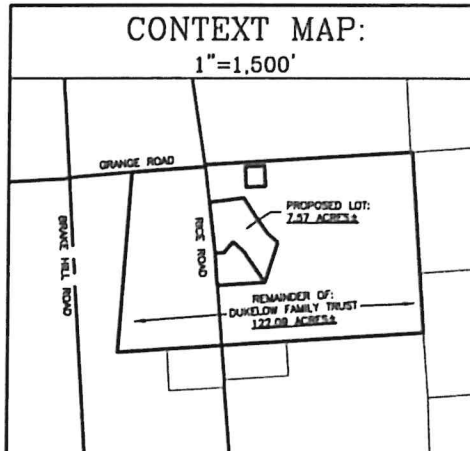 CONTEXT MAP:
1"=1,500'
GRANGE ROAD
BRAKE HILL ROAD
RICE ROAD
PROPOSED LOT:
7.57 ACRES±
REMAINDER OF:
DUKELOW FAMILY TRUST
122.09 ACRES±